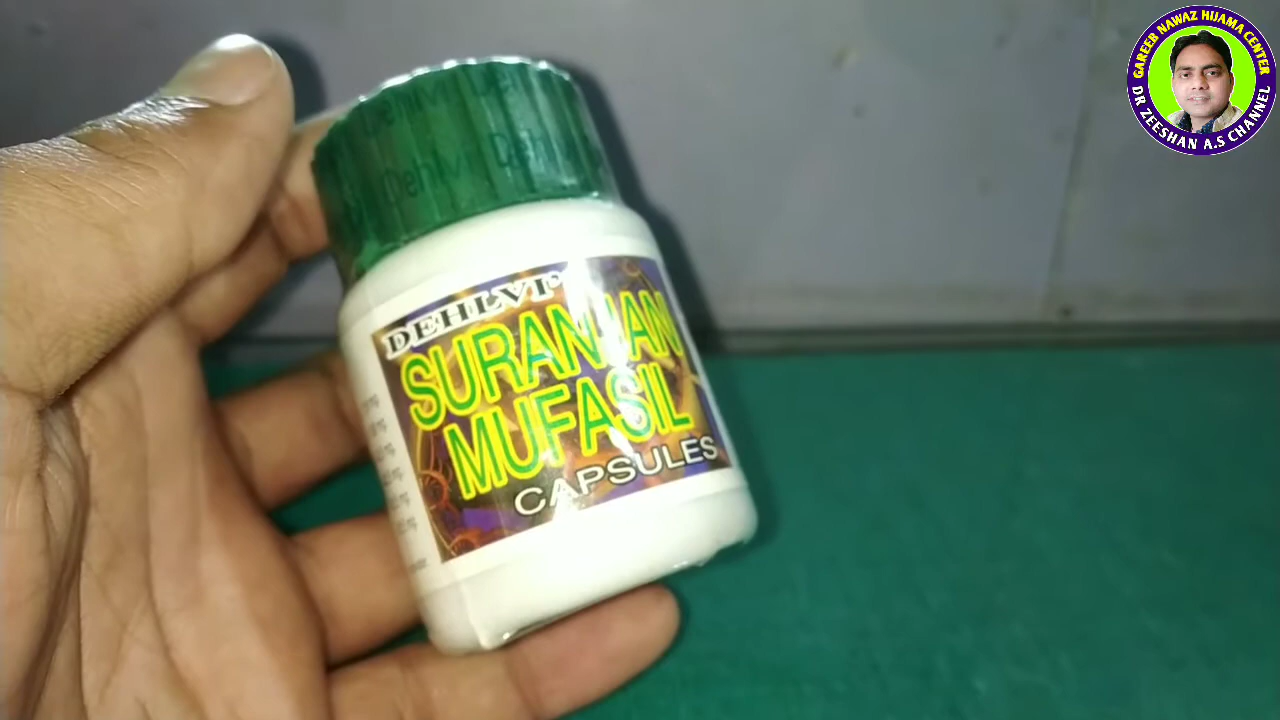 GAREEB NAWAZ HIJAMA CENTER
DR ZEESHAN A.S CHANNEL
DEHLVI
SURANJAN
MUFASIL
CAPSULES